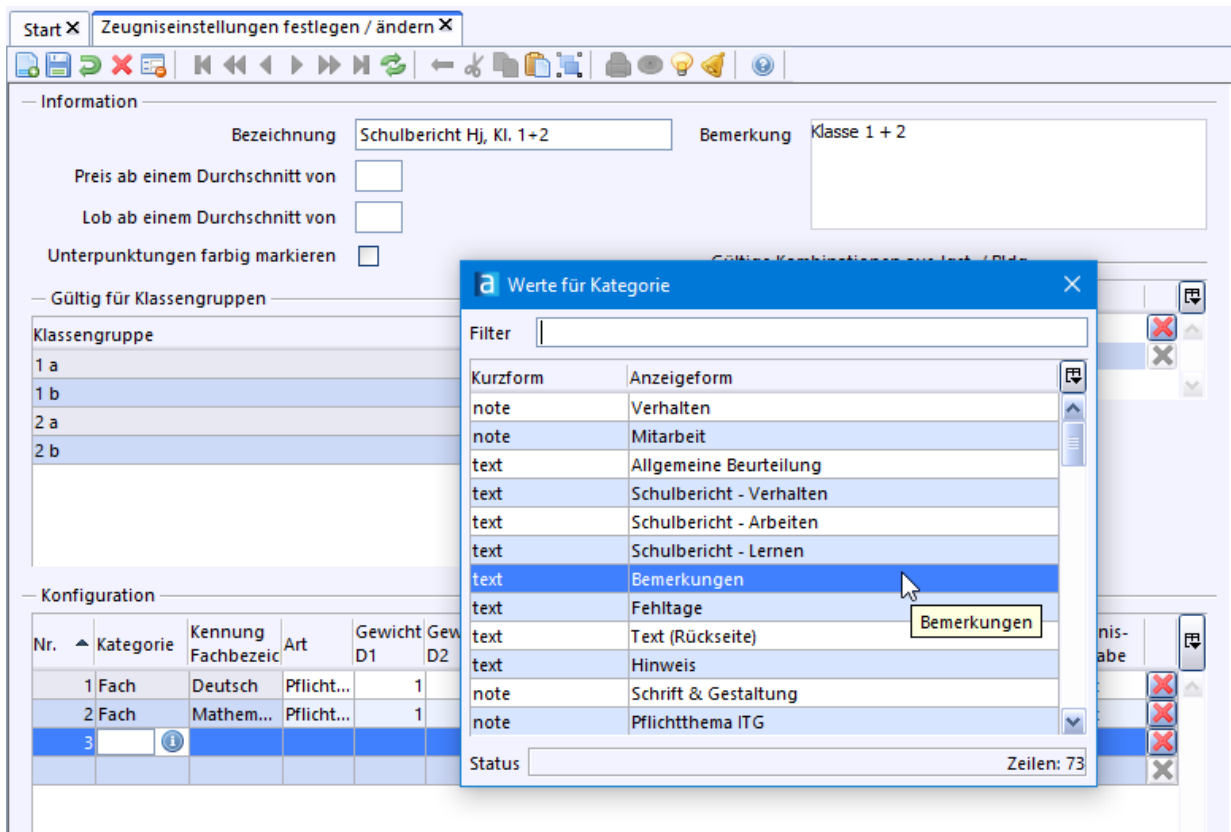 Start
Zeugniseinstellungen festlegen / ändern
Information
Bezeichnung Schulbericht Hj, Kl. 1+2 Bemerkung Klasse 1 + 2
Preis ab einem Durchschnitt von
Lob ab einem Durchschnitt von
Unterpunktungen farbig markieren
Gültig für Klassengruppen
Klassengruppe
1 a
1 b
2 a
2 b
a Werte für Kategorie
Filter
Kurzform Anzeigeform
note Verhalten
note Mitarbeit
text Allgemeine Beurteilung
text Schulbericht - Verhalten
text Schulbericht - Arbeiten
text Schulbericht - Lernen
text Bemerkungen
text Fehltage
Bemerkungen
text Text (Rückseite)
text Hinweis
note Schrift & Gestaltung
note Pflichtthema ITG
Status Zeilen: 73
Konfiguration
Nr. Kategorie Kennung Fachbezeic Art Gewicht D1 Gew D2 nis- abe
1 Fach Deutsch Pflicht... 1
2 Fach Mathem... Pflicht... 1
3